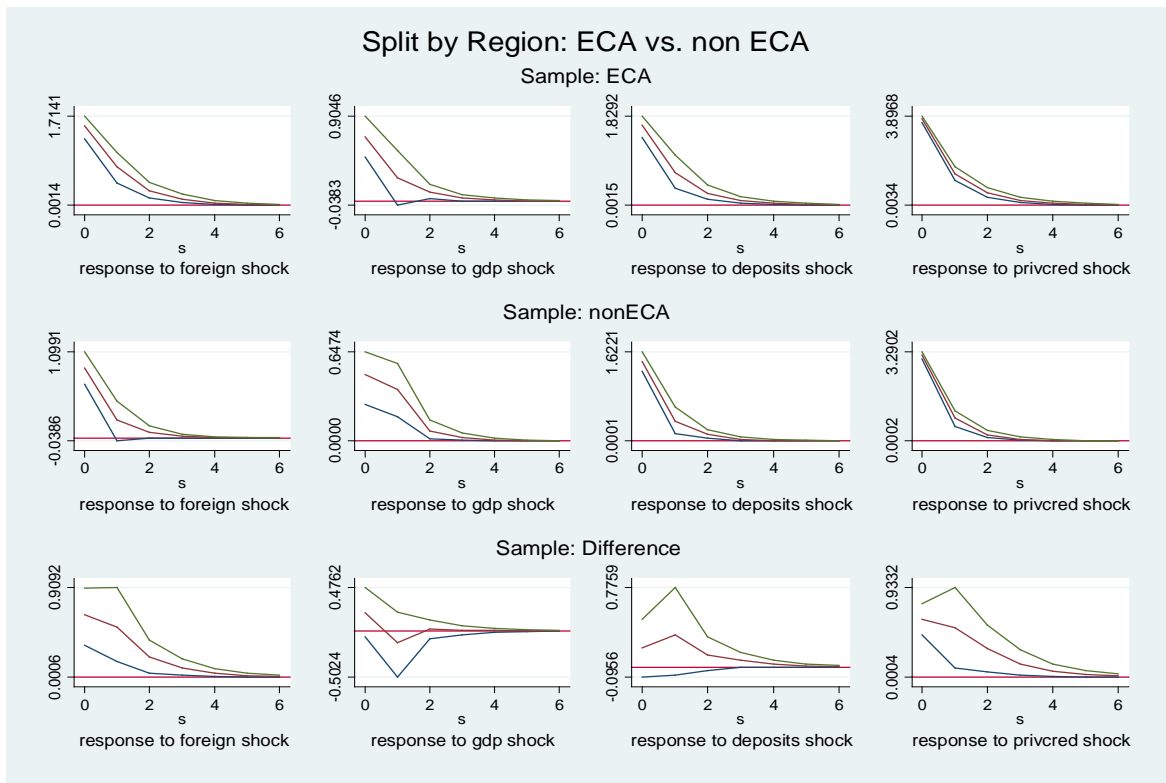 Split by Region: ECA vs. non ECA
Sample: ECA
1.7141
0.0014
0 2 4 6
s
response to foreign shock
0.9046
-0.0383
0 2 4 6
s
response to gdp shock
1.8292
0.0015
0 2 4 6
s
response to deposits shock
3.8968
0.0034
0 2 4 6
s
response to privcred shock
Sample: nonECA
1.0991
-0.0386
0 2 4 6
s
response to foreign shock
0.6474
0.0000
0 2 4 6
s
response to gdp shock
1.6221
0.0001
0 2 4 6
s
response to deposits shock
3.2902
0.0002
0 2 4 6
s
response to privcred shock
Sample: Difference
0.9092
0.0006
0 2 4 6
s
response to foreign shock
0.4762
-0.5024
0 2 4 6
s
response to gdp shock
0.7759
-0.0956
0 2 4 6
s
response to deposits shock
0.9332
0.0004
0 2 4 6
s
response to privcred shock